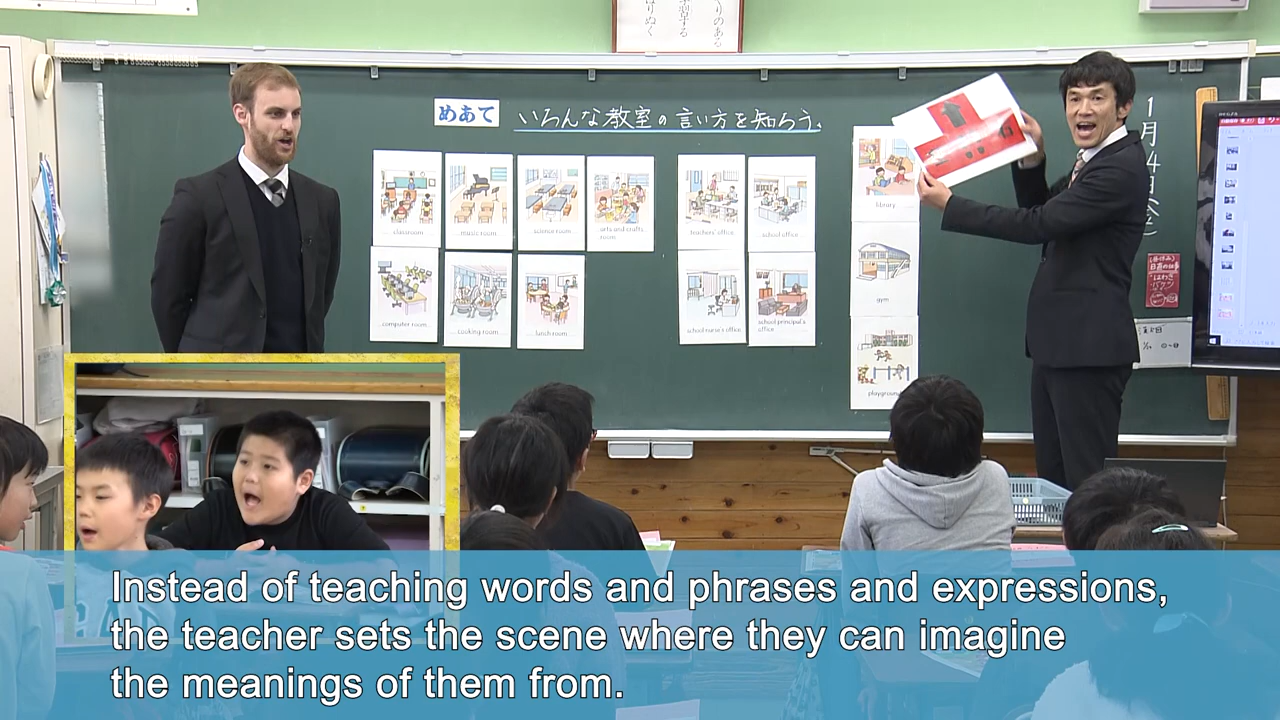 めあて いろんな教室の言い方を知ろう。
classroom
music room
science room
arts and crafts
room
teachers' office
school office
library
computer room
cooking room
lunch room
school nurse's office
school principal's
office
gym
playground
1月
Instead of teaching words and phrases and expressions,
the teacher sets the scene where they can imagine
the meanings of them from.